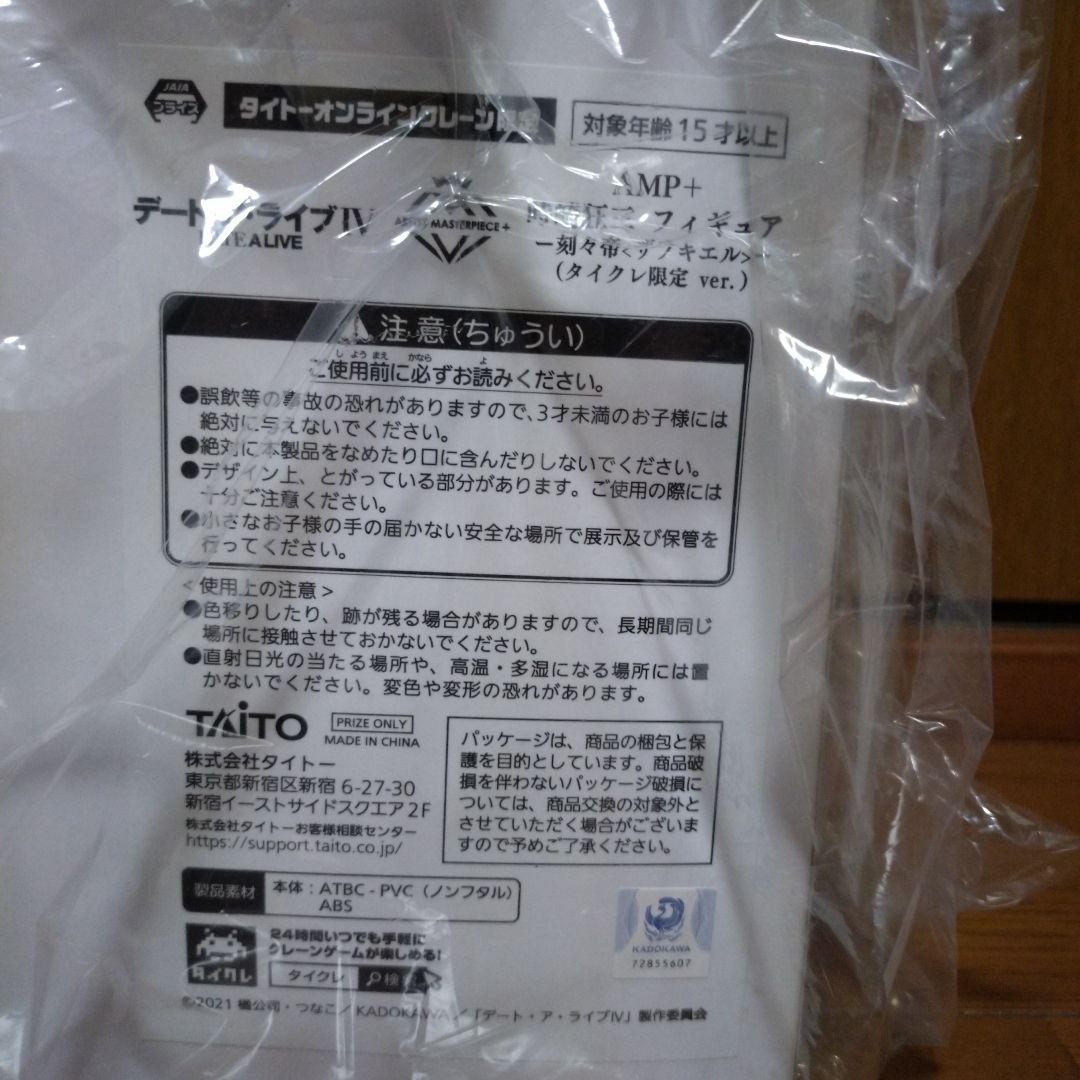 JAIA
プライズ
タイトーオンラインクレーン限定
対象年齢15才以上
デート・ア・ライブIV
ARTIST MASTERPIECE+
AMP+
時崎狂三 フィギュア
ー刻々帝<ザフキエル>ー
(タイクレ限定 ver.)
注意(ちゅうい)
しようまえ かなら よ
ご使用前に必ずお読みください。
●誤飲等の事故の恐れがありますので、3才未満のお子様には
絶対に与えないでください。
●絶対に本製品をなめたり口に含んだりしないでください。
●デザイン上、とがっている部分があります。ご使用の際には
十分ご注意ください。
●小さなお子様の手の届かない安全な場所で展示及び保管を
行ってください。
<使用上の注意>
●色移りしたり、跡が残る場合がありますので、長期間同じ
場所に接触させておかないでください。
●直射日光の当たる場所や、高温・多湿になる場所には置
かないでください。変色や変形の恐れがあります。
TAITO
PRIZE ONLY
MADE IN CHINA
株式会社タイトー
東京都新宿区新宿 6-27-30
新宿イーストサイドスクエア 2F
株式会社タイトーお客様相談センター
https://support.taito.co.jp/
パッケージは、商品の梱包と保
護を目的としています。商品破
損を伴わないパッケージ破損に
ついては、商品交換の対象外と
させていただく場合がございま
すので予めご了承ください。
製品素材
本体：ATBC - PVC（ノンフタル）
ABS
24時間いつでも手軽に
クレーンゲームが楽しめる!
タイクレ
タイクレ
検索
KADOKAWA
72855607
©2021 橘公司・つなこ／KADOKAWA／「デート・ア・ライブIV」製作委員会